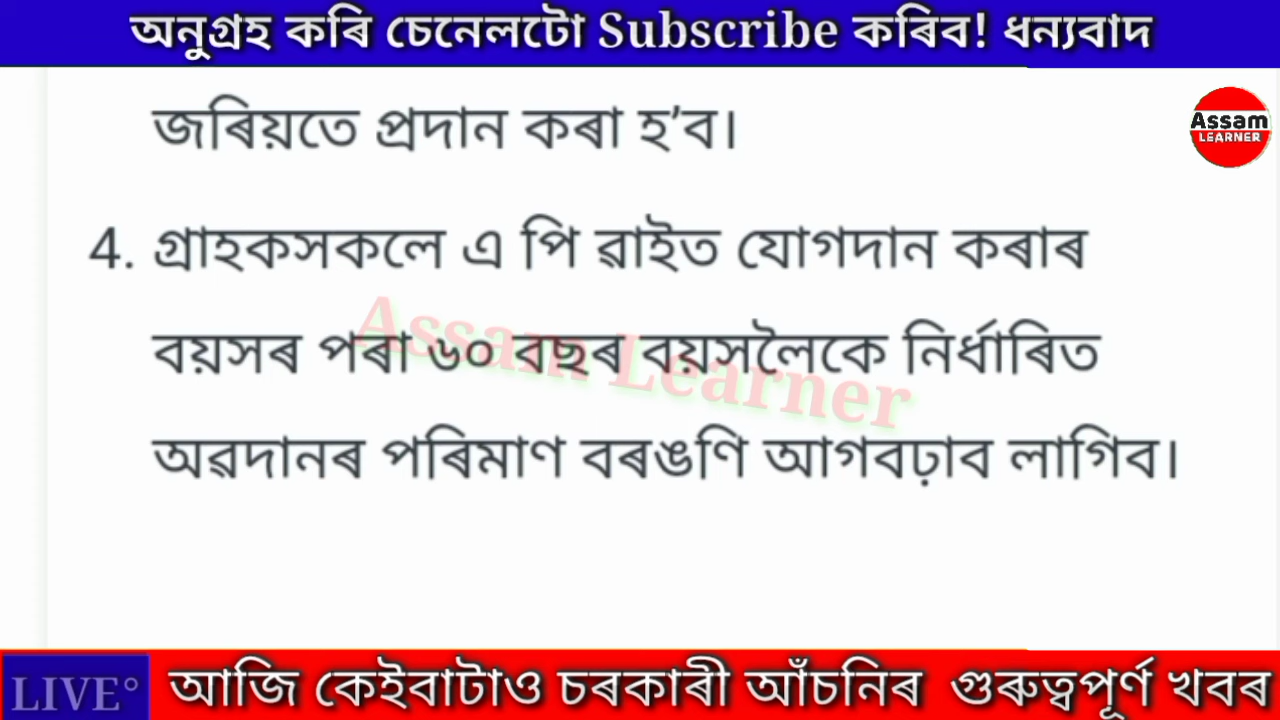 অনুগ্ৰহ কৰি চেনেলটো Subscribe কৰিব! ধন্যবাদ
Assam
LEARNER
জৰিয়তে প্ৰদান কৰা হ’ব।
4. গ্ৰাহকসকলে এ পি ৱাইত যোগদান কৰাৰ
বয়সৰ পৰা ৬০ বছৰ বয়সলৈকে নিৰ্ধাৰিত
Assam Learner
অৱদানৰ পৰিমাণ বৰঙণি আগবঢ়াব লাগিব।
LIVE° আজি কেইবাটাও চৰকাৰী আঁচনিৰ গুৰুত্বপূৰ্ণ খবৰ